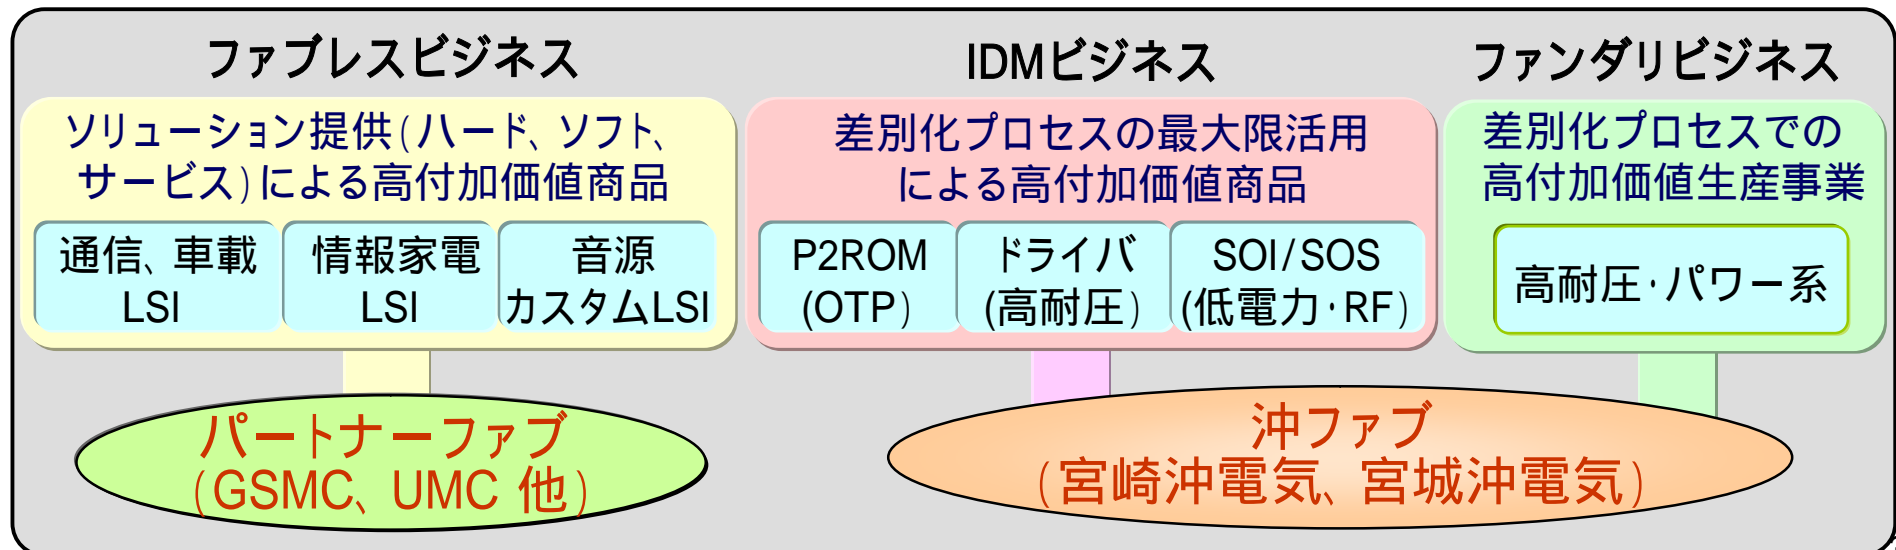 ファブレスビジネス
ソリューション提供(ハード、ソフト、
サービス)による高付加価値商品
通信、車載
LSI
情報家電
LSI
音源
カスタムLSI
パートナーファブ
(GSMC、UMC 他)
IDMビジネス
差別化プロセスの最大限活用
による高付加価値商品
P2ROM
(OTP)
ドライバ
(高耐圧)
SOI/SOS
(低電力・RF)
ファンダリビジネス
差別化プロセスでの
高付加価値生産事業
高耐圧・パワー系
沖ファブ
(宮崎沖電気、宮城沖電気)